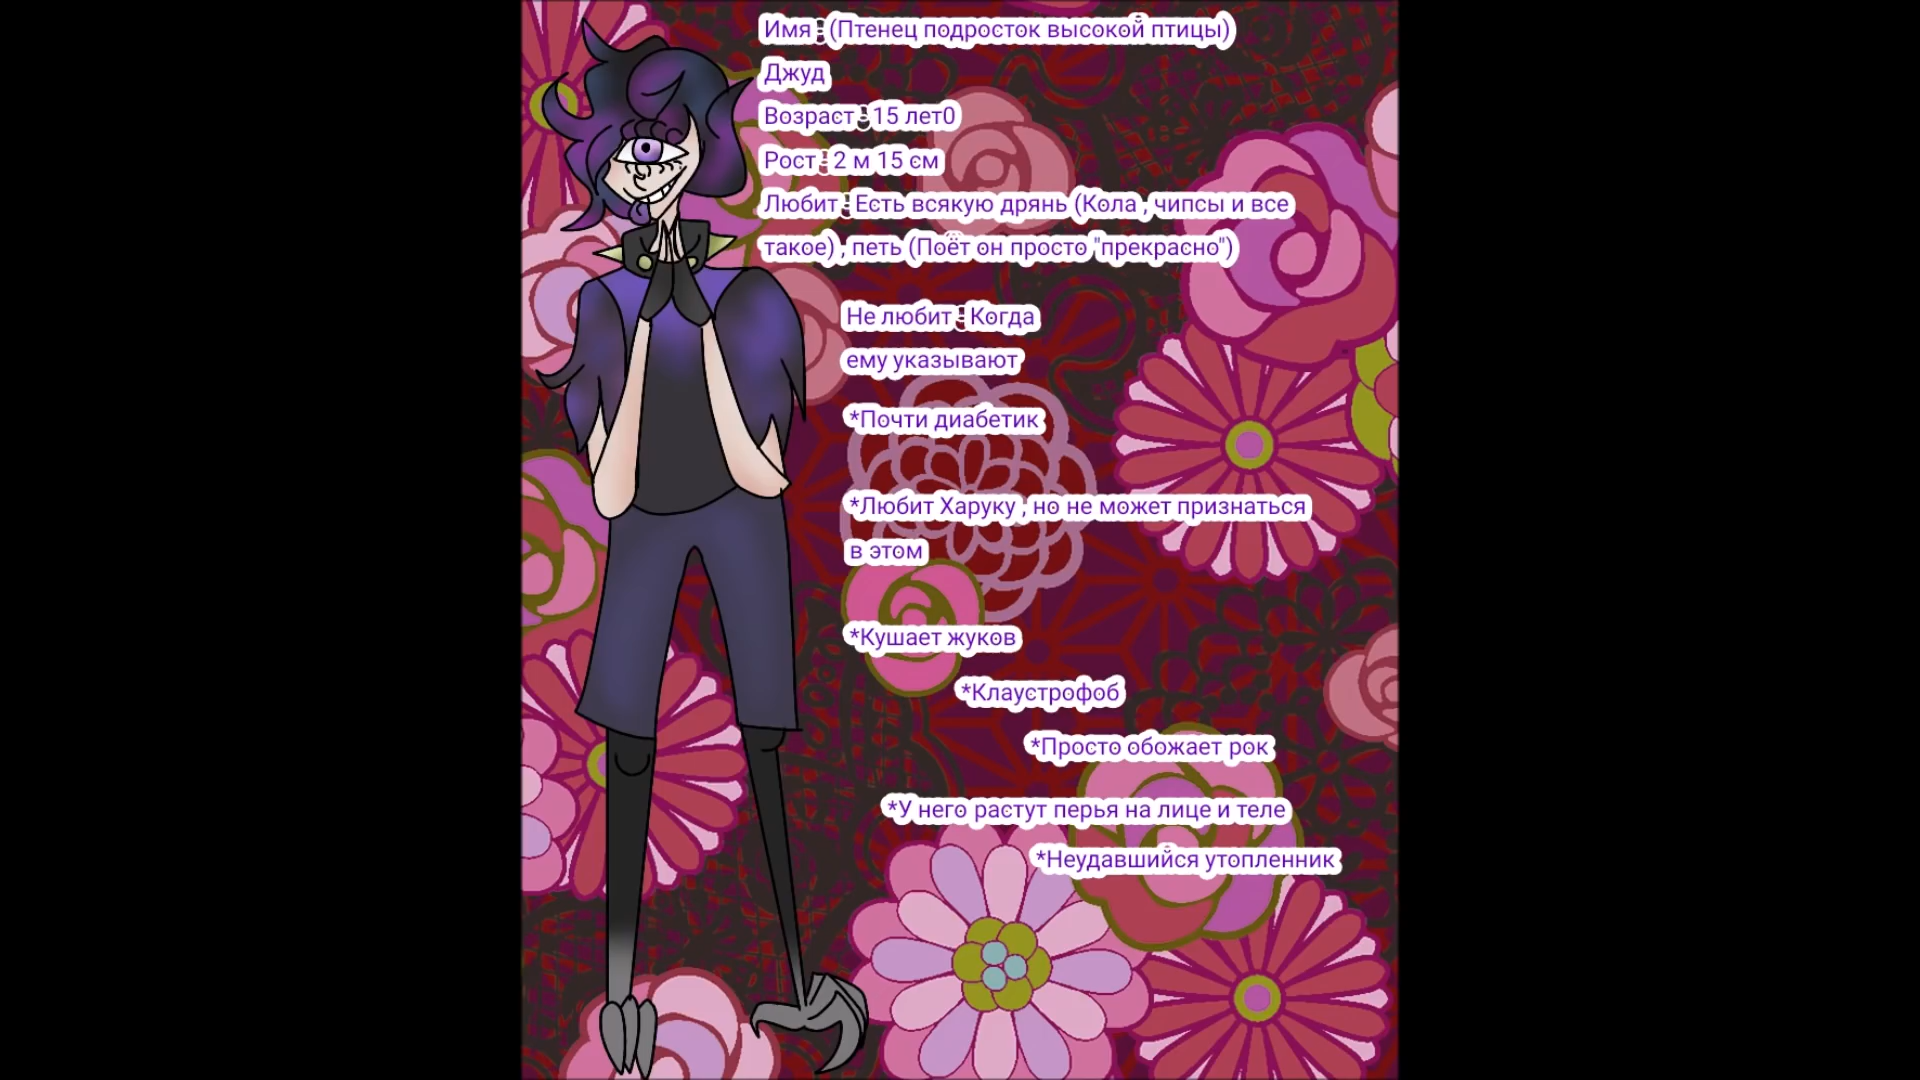 Имя - (Птенец подросток высокой птицы)
Джуд
Возраст - 15 лет0
Рост - 2 м 15 см
Любит - Есть всякую дрянь (Кола , чипсы и все
такое) , петь (Поёт он просто "прекрасно")
Не любит - Когда
ему указывают
*Почти диабетик
*Любит Харуку , но не может признаться
в этом
*Кушает жуков
*Клаустрофоб
*Просто обожает рок
*У него растут перья на лице и теле
*Неудавшийся утопленник